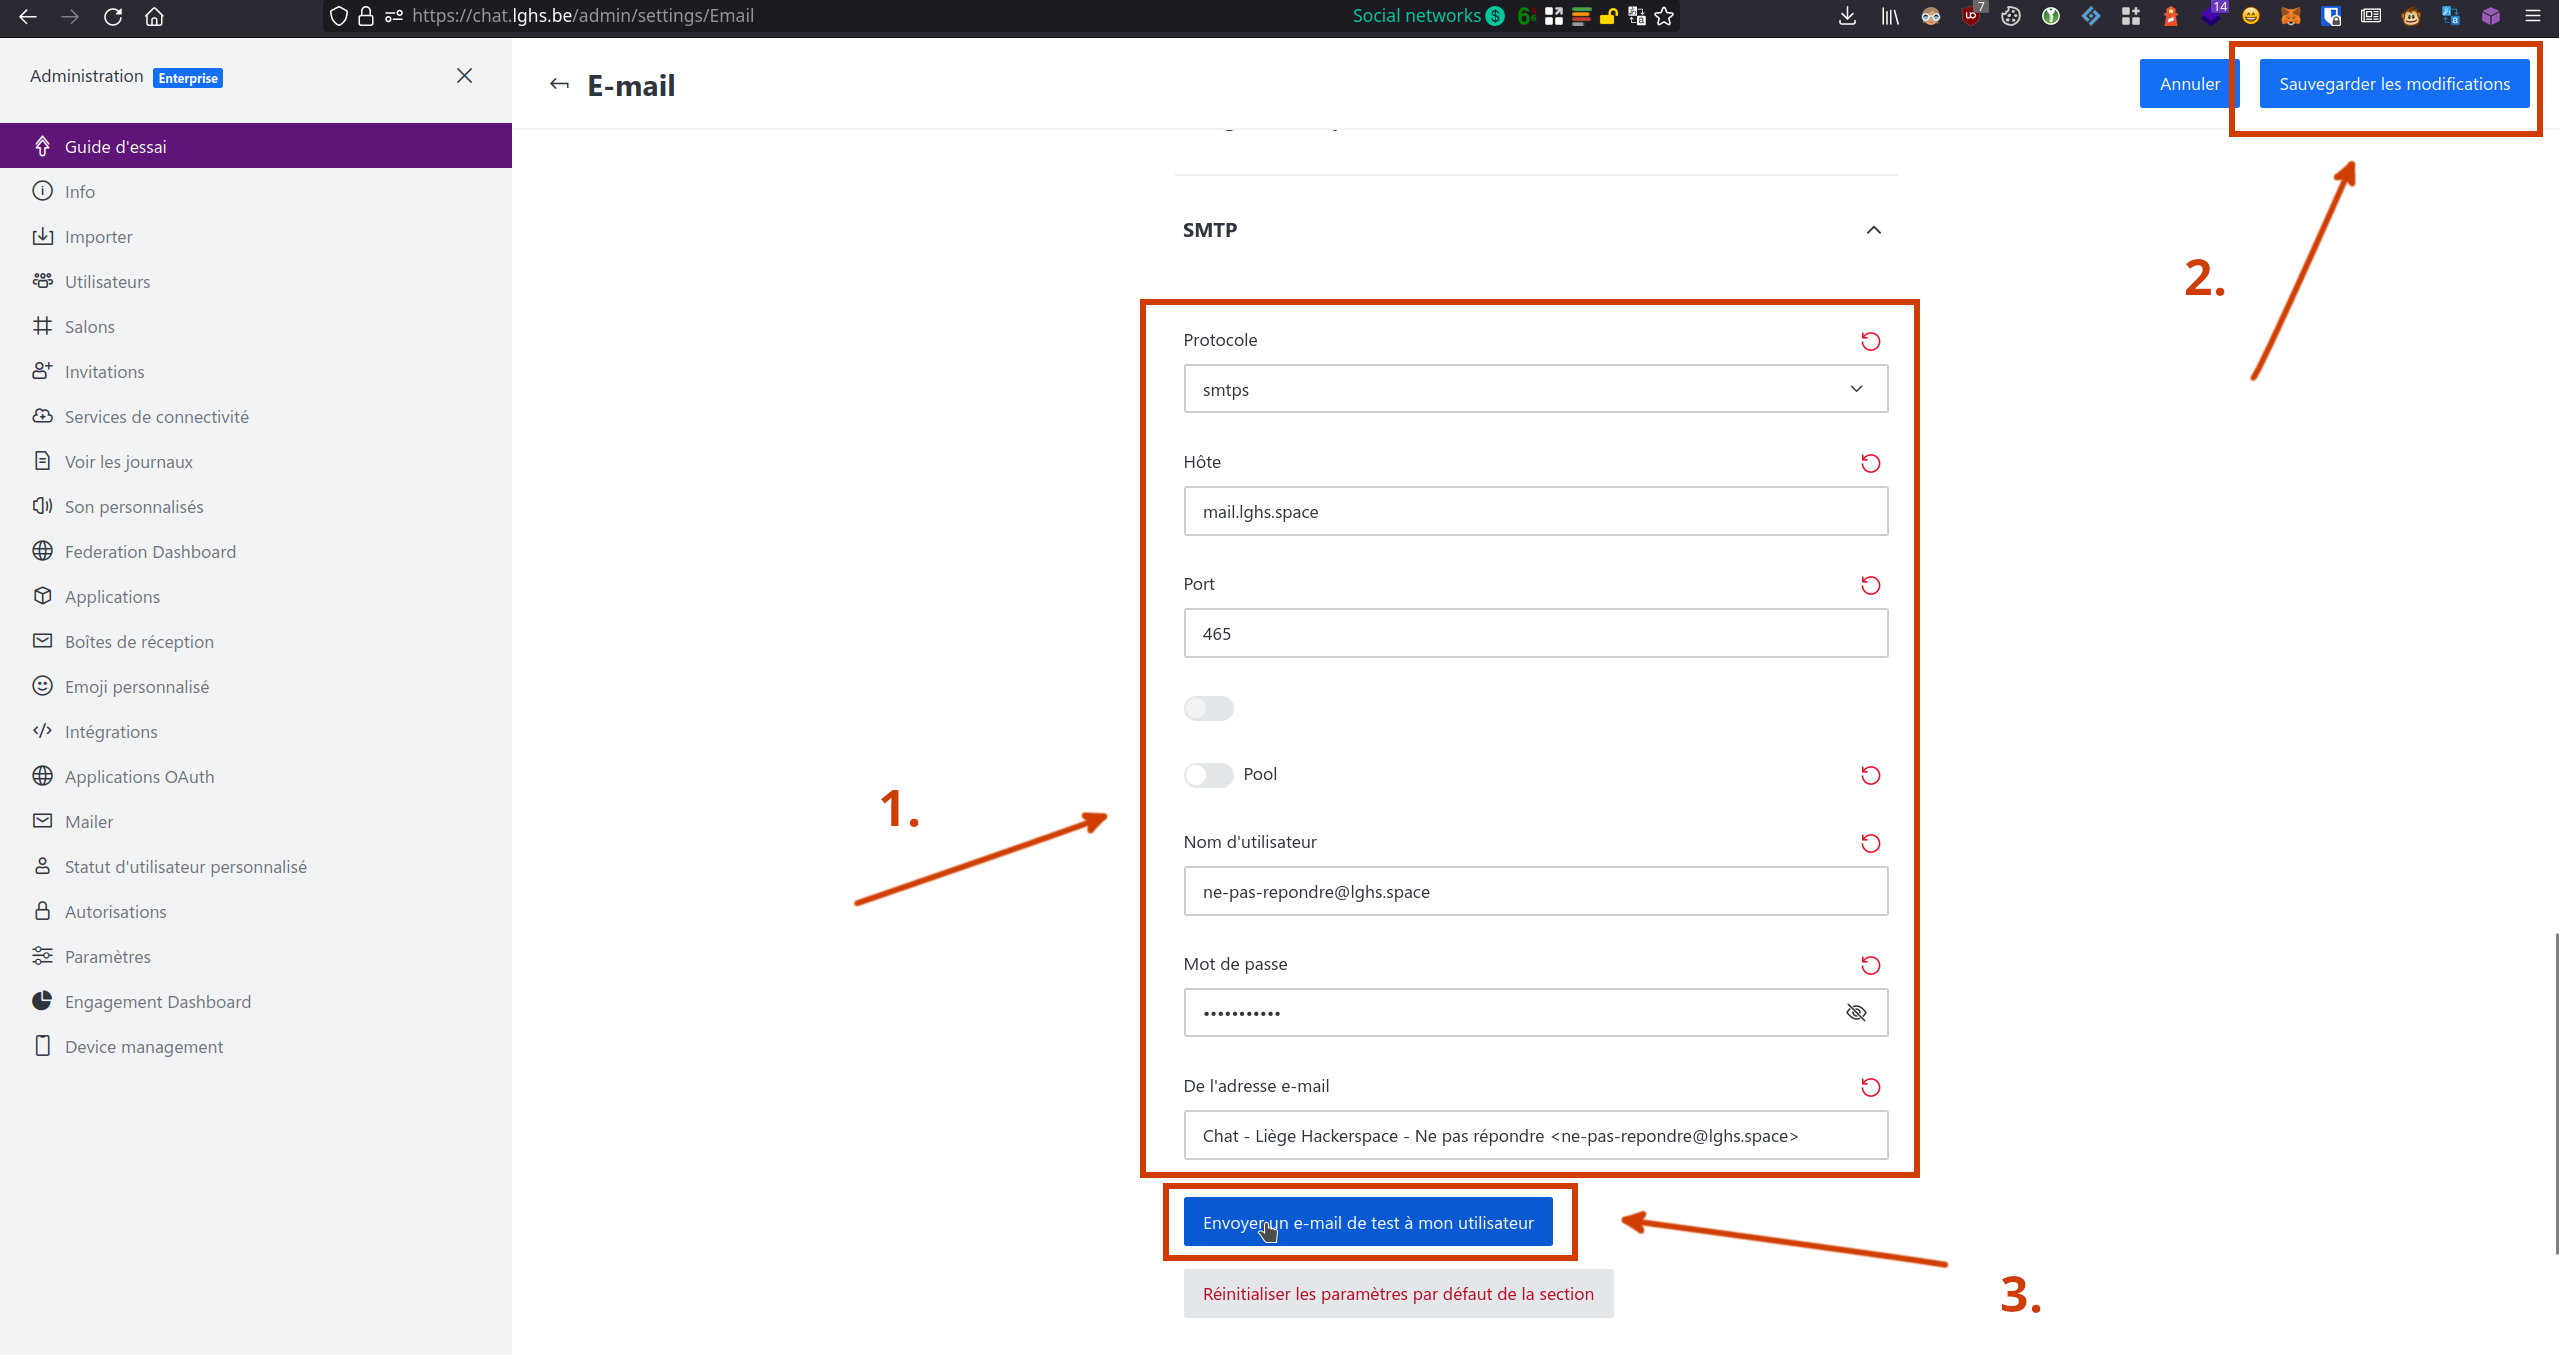 https://chat.lghs.be/admin/settings/Email
Social networks
7
14
Administration Enterprise
Guide d'essai
Info
Importer
Utilisateurs
Salons
Invitations
Services de connectivité
Voir les journaux
Son personnalisés
Federation Dashboard
Applications
Boîtes de réception
Emoji personnalisé
Intégrations
Applications OAuth
Mailer
Statut d'utilisateur personnalisé
Autorisations
Paramètres
Engagement Dashboard
Device management
E-mail
Annuler
Sauvegarder les modifications
2.
SMTP
Protocole
smtps
Hôte
mail.lghs.space
Port
465
Pool
1.
Nom d'utilisateur
ne-pas-repondre@lghs.space
Mot de passe
•••••••••••
De l'adresse e-mail
Chat - Liège Hackerspace - Ne pas répondre <ne-pas-repondre@lghs.space>
Envoyer un e-mail de test à mon utilisateur
3.
Réinitialiser les paramètres par défaut de la section